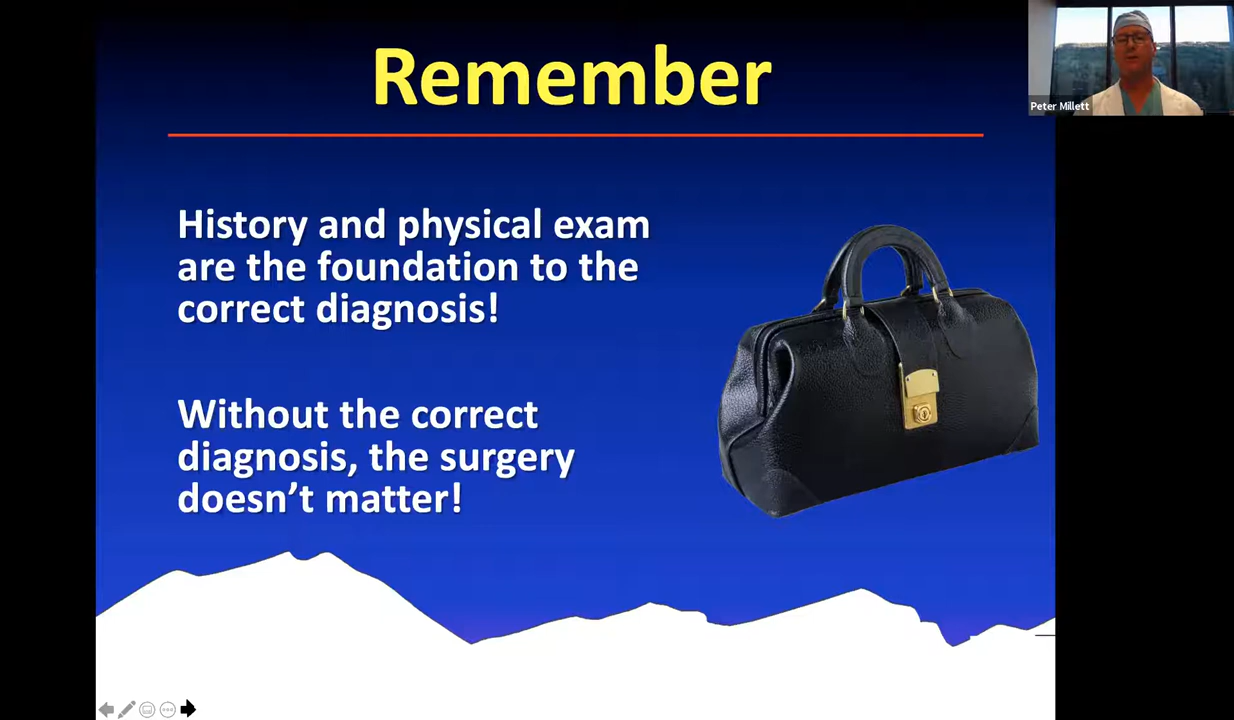 Remember
Peter Millett
History and physical exam
are the foundation to the
correct diagnosis!
Without the correct
diagnosis, the surgery
doesn’t matter!